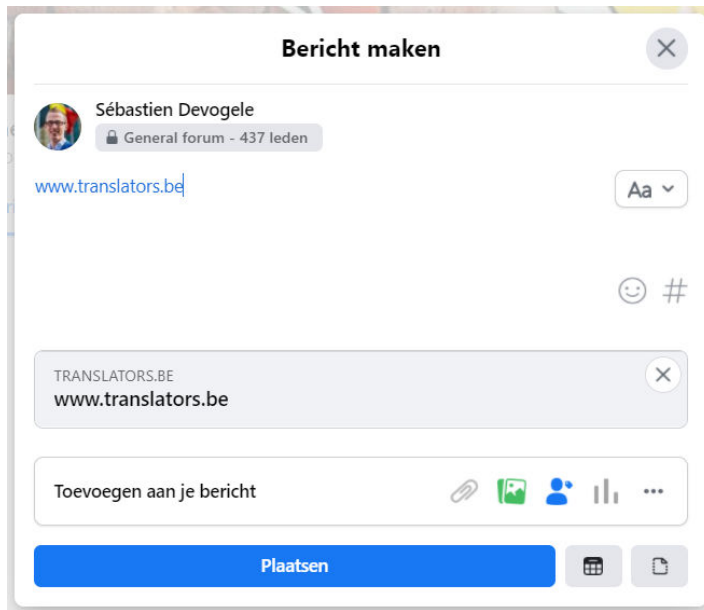 Bericht maken
Sébastien Devogele
General forum - 437 leden
www.translators.be
Aa
#
TRANSLATORS.BE
www.translators.be
Toevoegen aan je bericht
Plaatsen